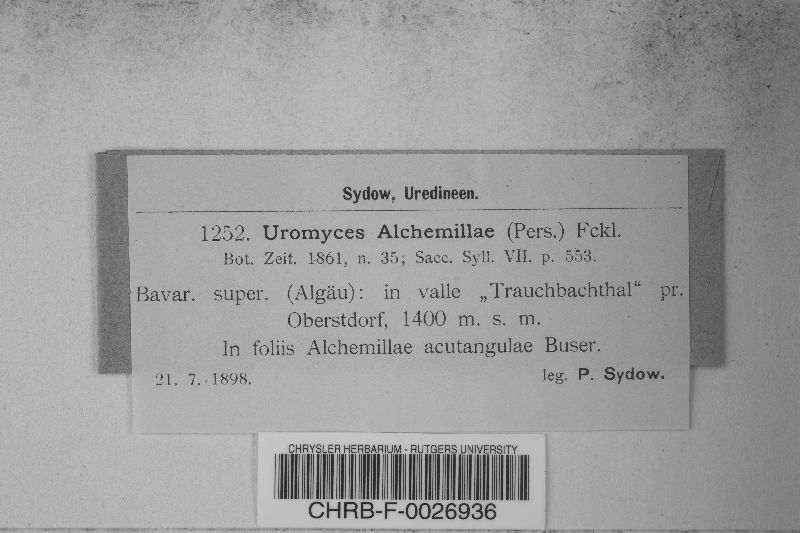 Sydow, Uredineen.
1252. Uromyces Alchemillae (Pers.) Fckl.
Bot. Zeit. 1861, n. 35; Sacc. Syll. VII. p. 553.
Bavar. super. (Algäu): in valle „Trauchbachthal“ pr.
Oberstdorf, 1400 m. s. m.
In foliis Alchemillae acutangulae Buser.
21. 7. 1898. leg. P. Sydow.
CHRYSLER HERBARIUM - RUTGERS UNIVERSITY
CHRB-F-0026936